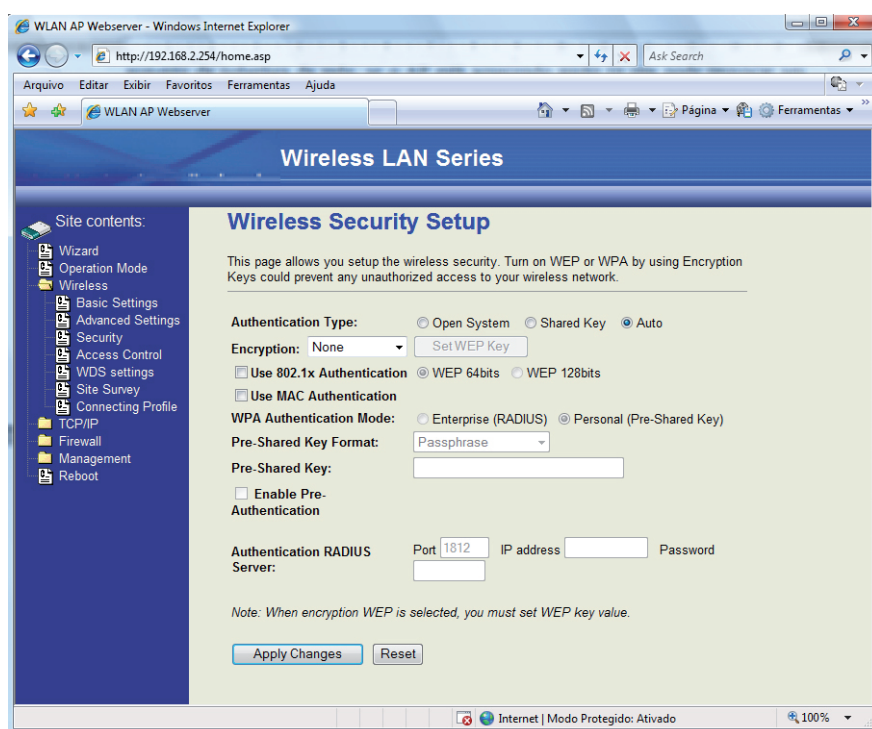 WLAN AP Webserver - Windows Internet Explorer
http://192.168.2.254/home.asp
Ask Search
Arquivo Editar Exibir Favoritos Ferramentas Ajuda
WLAN AP Webserver
Página Ferramentas
Wireless LAN Series
Site contents:
Wizard
Operation Mode
Wireless
Basic Settings
Advanced Settings
Security
Access Control
WDS settings
Site Survey
Connecting Profile
TCP/IP
Firewall
Management
Reboot
Wireless Security Setup
This page allows you setup the wireless security. Turn on WEP or WPA by using Encryption
Keys could prevent any unauthorized access to your wireless network.
Authentication Type: Open System Shared Key Auto
Encryption: None Set WEP Key
Use 802.1x Authentication WEP 64bits WEP 128bits
Use MAC Authentication
WPA Authentication Mode: Enterprise (RADIUS) Personal (Pre-Shared Key)
Pre-Shared Key Format: Passphrase
Pre-Shared Key:
Enable Pre-
Authentication
Authentication RADIUS Port 1812 IP address Password
Server:
Note: When encryption WEP is selected, you must set WEP key value.
Apply Changes Reset
Internet | Modo Protegido: Ativado 100%